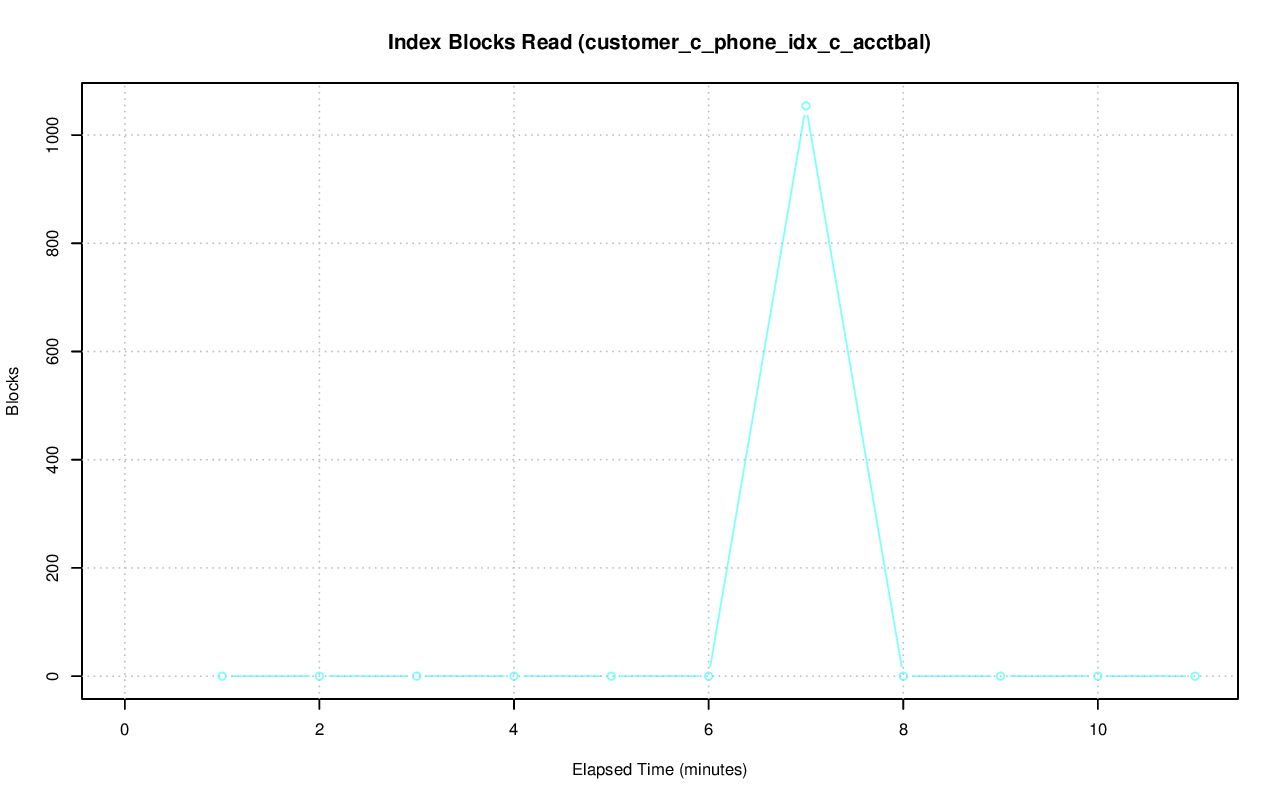 Index Blocks Read (customer_c_phone_idx_c_acctbal)
1000
800
600
400
200
0
Blocks
0 2 4 6 8 10
Elapsed Time (minutes)